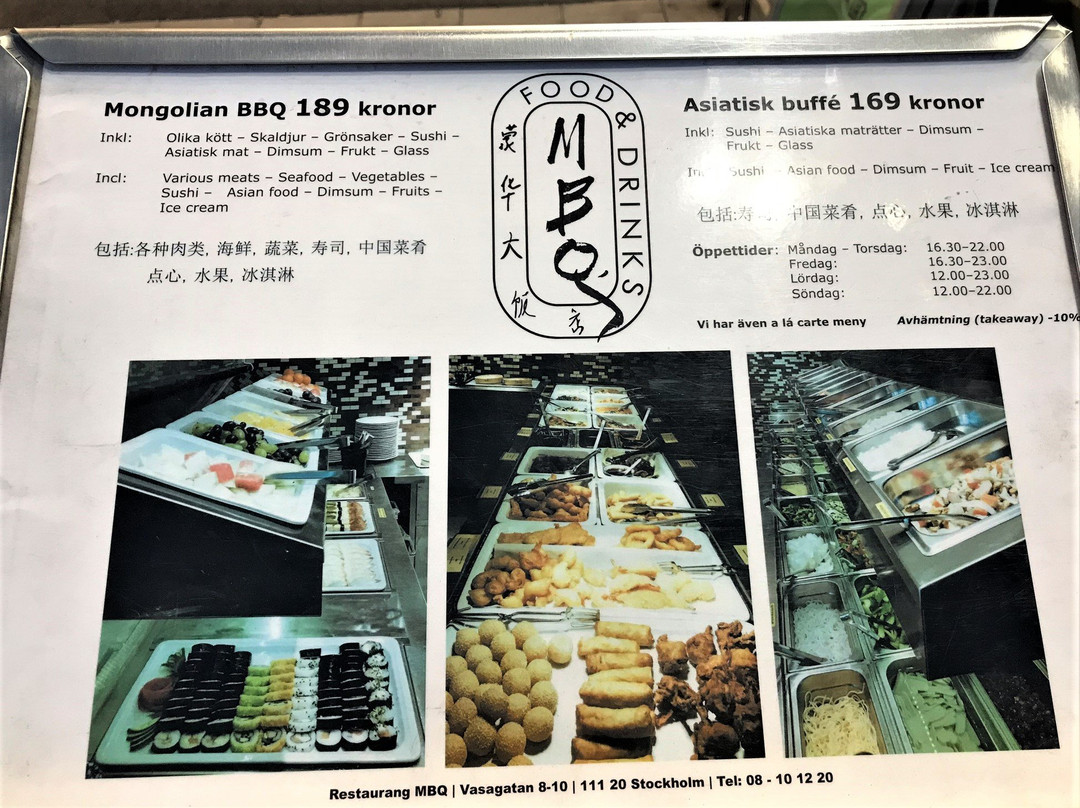 Mongolian BBQ 189 kronor
Inkl: Olika kött – Skaldjur – Grönsaker – Sushi –
Asiatisk mat – Dimsum – Frukt – Glass
Incl: Various meats – Seafood – Vegetables –
Sushi – Asian food – Dimsum – Fruits –
Ice cream
包括:各种肉类, 海鲜, 蔬菜, 寿司, 中国菜肴
点心, 水果, 冰淇淋
FOOD & DRINKS
MBQ
蒙华大饭店
Asiatisk buffé 169 kronor
Inkl: Sushi – Asiatiska maträtter – Dimsum –
Frukt – Glass
Sushi – Asian food – Dimsum – Fruit – Ice cream
包括:寿司, 中国菜肴, 点心, 水果, 冰淇淋
Öppettider: Måndag – Torsdag: 16.30–22.00
Fredag: 16.30–23.00
Lördag: 12.00–23.00
Söndag: 12.00–22.00
Vi har även a lá carte meny Avhämtning (takeaway) -10%
Restaurang MBQ | Vasagatan 8-10 | 111 20 Stockholm | Tel: 08 - 10 12 20